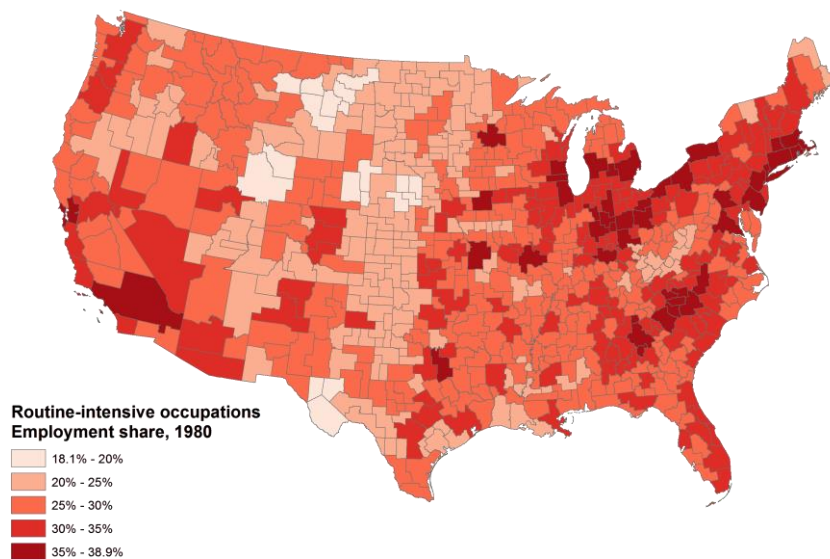 Routine-intensive occupations
Employment share, 1980
18.1% - 20%
20% - 25%
25% - 30%
30% - 35%
35% - 38.9%